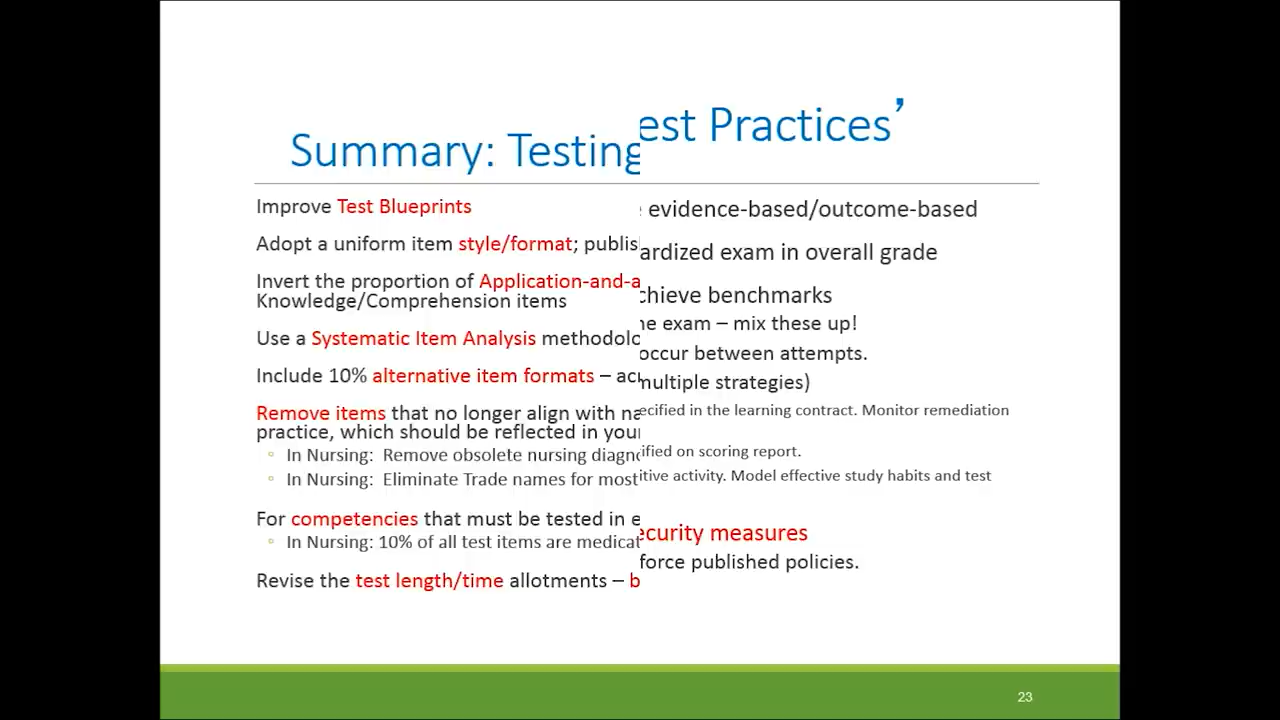 Summary: Testing
est Practices’
Improve Test Blueprints
Adopt a uniform item style/format; publis
Invert the proportion of Application-and-a
Knowledge/Comprehension items
Use a Systematic Item Analysis methodolo
Include 10% alternative item formats –
Remove items that no longer align with na
practice, which should be reflected in your
◦ In Nursing: Remove obsolete nursing diagno
◦ In Nursing: Eliminate Trade names for most
For competencies that must be tested in e
◦ In Nursing: 10% of all test items are medicat
Revise the test length/time allotments – b
evidence-based/outcome-based
ardized exam in overall grade
chieve benchmarks
he exam – mix these up!
occur between attempts.
multiple strategies)
ecified in the learning contract. Monitor remediation
ified on scoring report.
itive activity. Model effective study habits and test
ecurity measures
force published policies.
23